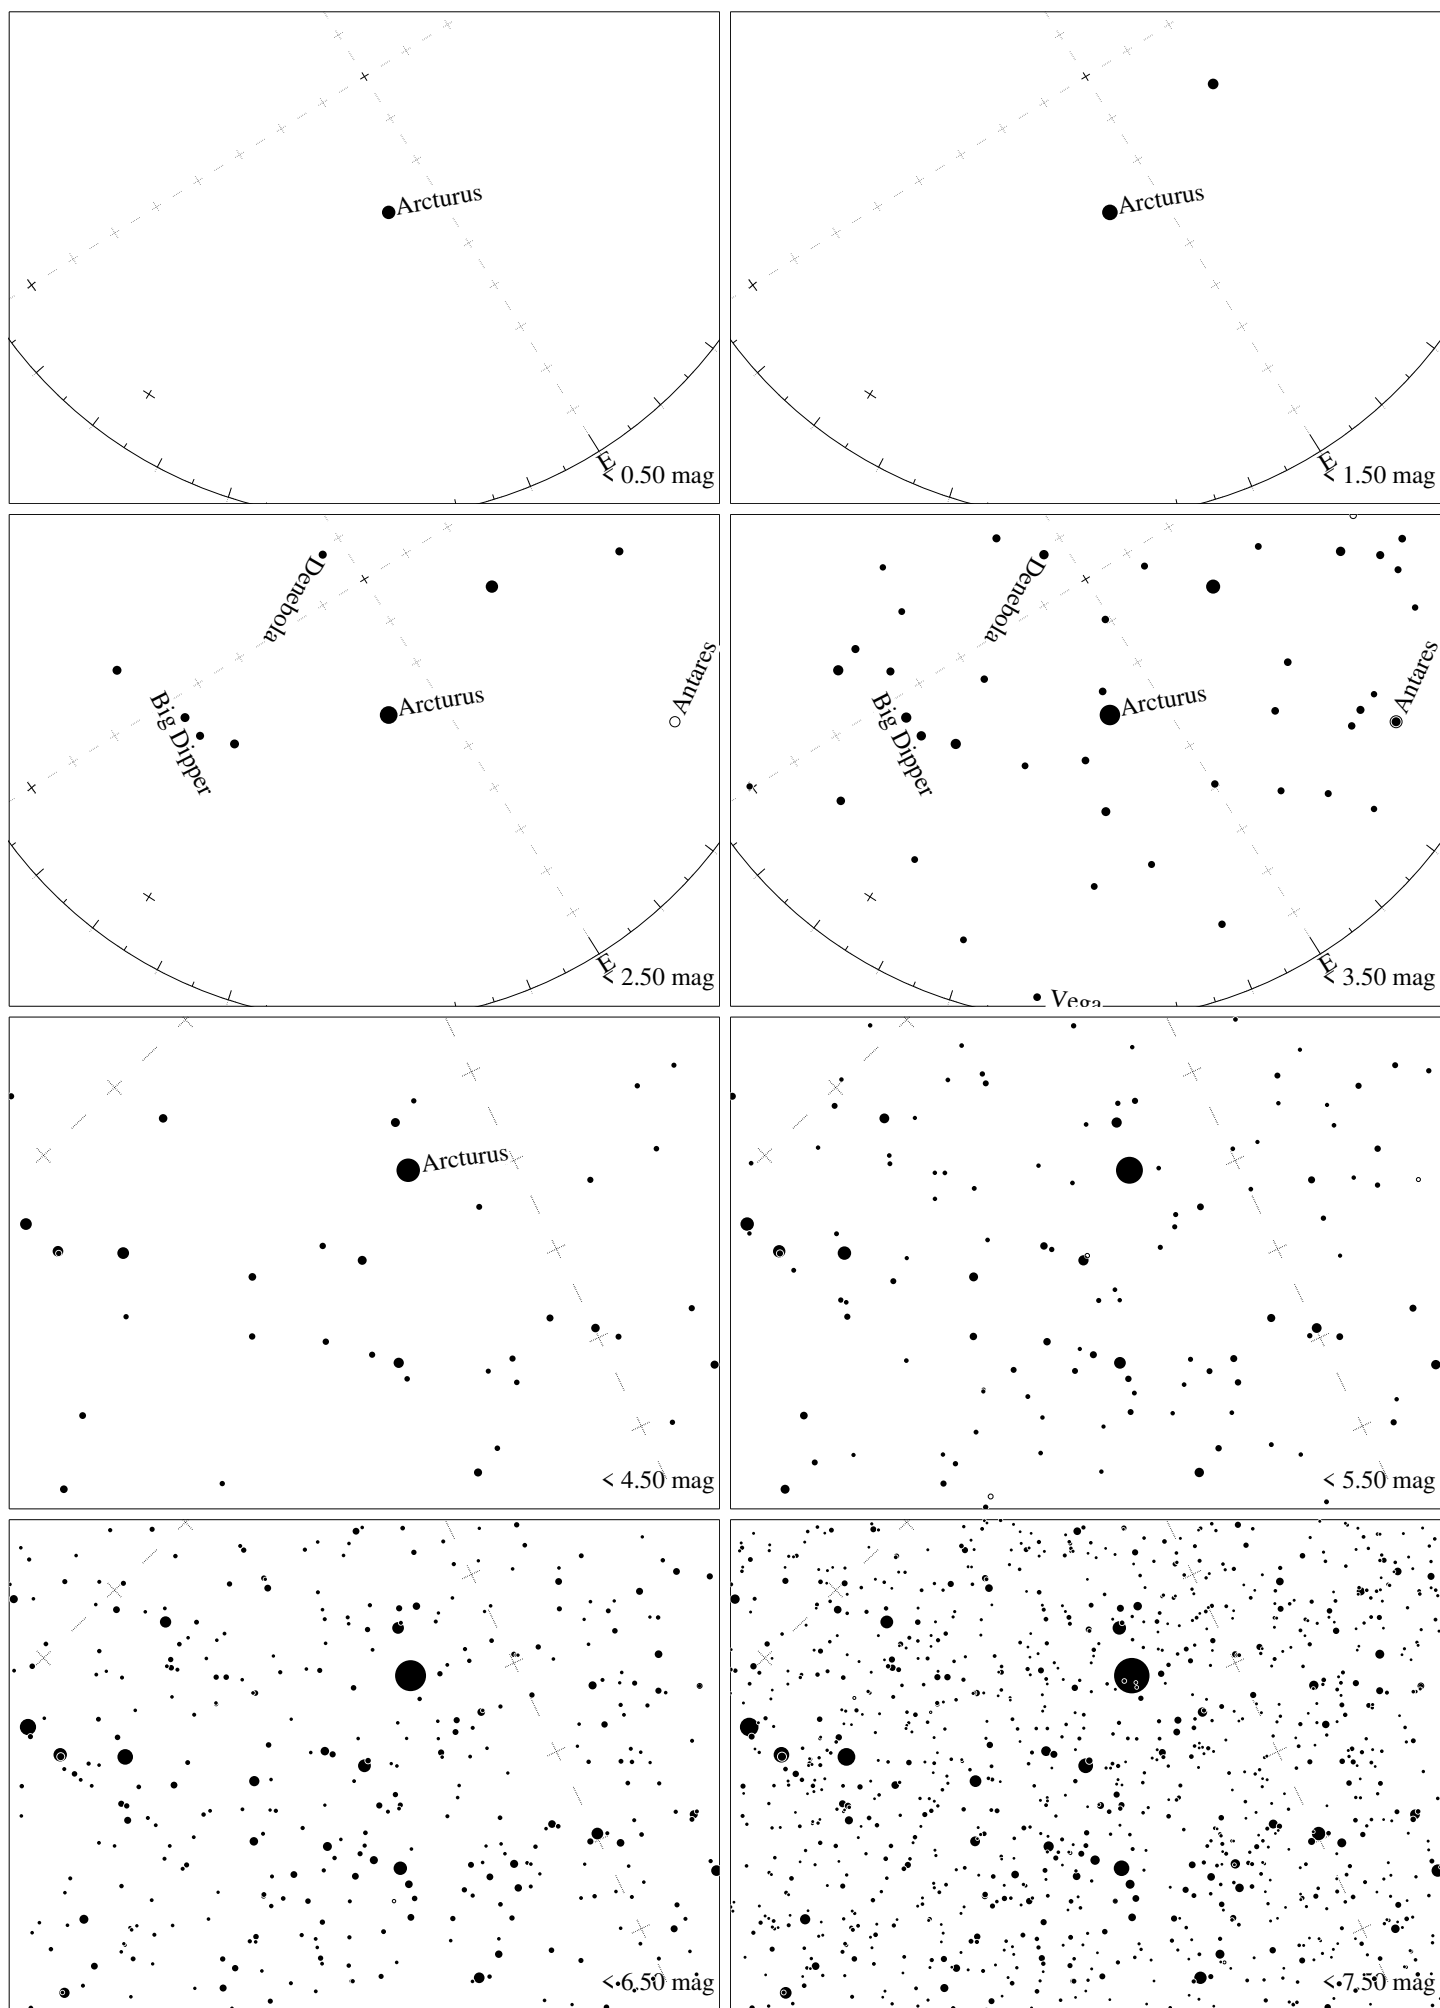 Arcturus
E
< 0.50 mag
Arcturus
E
< 1.50 mag
Denebola
Big Dipper
Arcturus
Antares
E
< 2.50 mag
Denebola
Big Dipper
Arcturus
Antares
E
Vega
< 3.50 mag
Arcturus
< 4.50 mag
< 5.50 mag
< 6.50 mag
< 7.50 mag